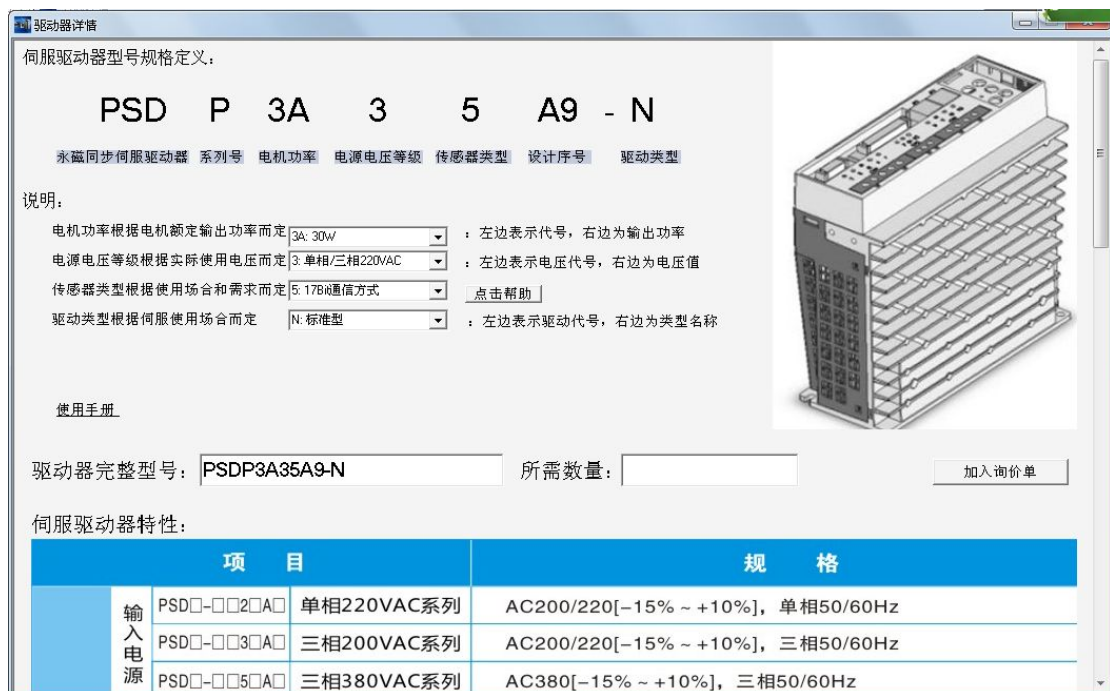 驱动器详情
伺服驱动器型号规格定义：
PSD P 3A 3 5 A9 - N
永磁同步伺服驱动器 系列号 电机功率 电源电压等级 传感器类型 设计序号 驱动类型
说明：
电机功率根据电机额定输出功率而定 3A: 30W ：左边表示代号，右边为输出功率
电源电压等级根据实际使用电压而定 3: 单相/三相220VAC ：左边表示电压代号，右边为电压值
传感器类型根据使用场合和需求而定 5: 17Bit通信方式 点击帮助
驱动类型根据伺服使用场合而定 N: 标准型 ：左边表示驱动代号，右边为类型名称
使用手册
驱动器完整型号： PSDP3A35A9-N 所需数量： 加入询价单
伺服驱动器特性：
项 目 规 格
输入电源
PSD□-□□2□A□ 单相220VAC系列 AC200/220[-15%~+10%]，单相50/60Hz
PSD□-□□3□A□ 三相200VAC系列 AC200/220[-15%~+10%]，三相50/60Hz
PSD□-□□5□A□ 三相380VAC系列 AC380[-15%~+10%]，三相50/60Hz